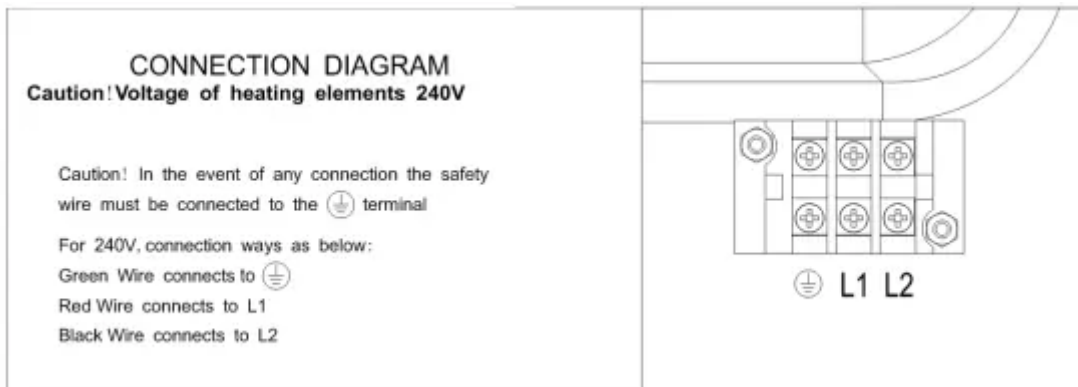 CONNECTION DIAGRAM
Caution!Voltage of heating elements 240V
Caution! In the event of any connection the safety
wire must be connected to the ⏚ terminal
For 240V, connection ways as below:
Green Wire connects to ⏚
Red Wire connects to L1
Black Wire connects to L2
⏚ L1 L2